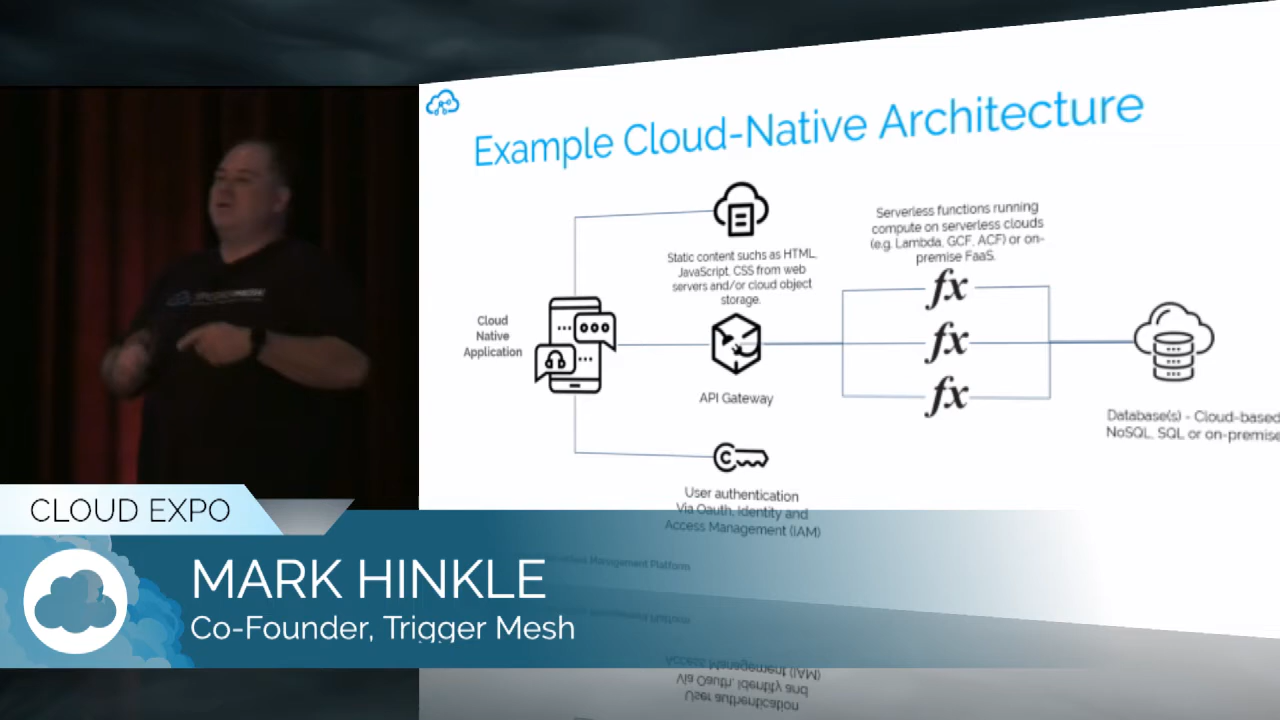 Example Cloud-Native Architecture
Serverless functions running
compute on serverless clouds
(e.g. Lambda, GCF, ACF) or on-
premise FaaS.
Static content suchs as HTML,
JavaScript, CSS from web
servers and/or cloud object
storage.
fx
fx
fx
Cloud
Native
Application
API Gateway
Database(s) - Cloud-based
NoSQL, SQL or on-premise
User authentication
Via Oauth, Identity and
Access Management (IAM)
Management Platform
CLOUD EXPO
MARK HINKLE
Co-Founder, Trigger Mesh